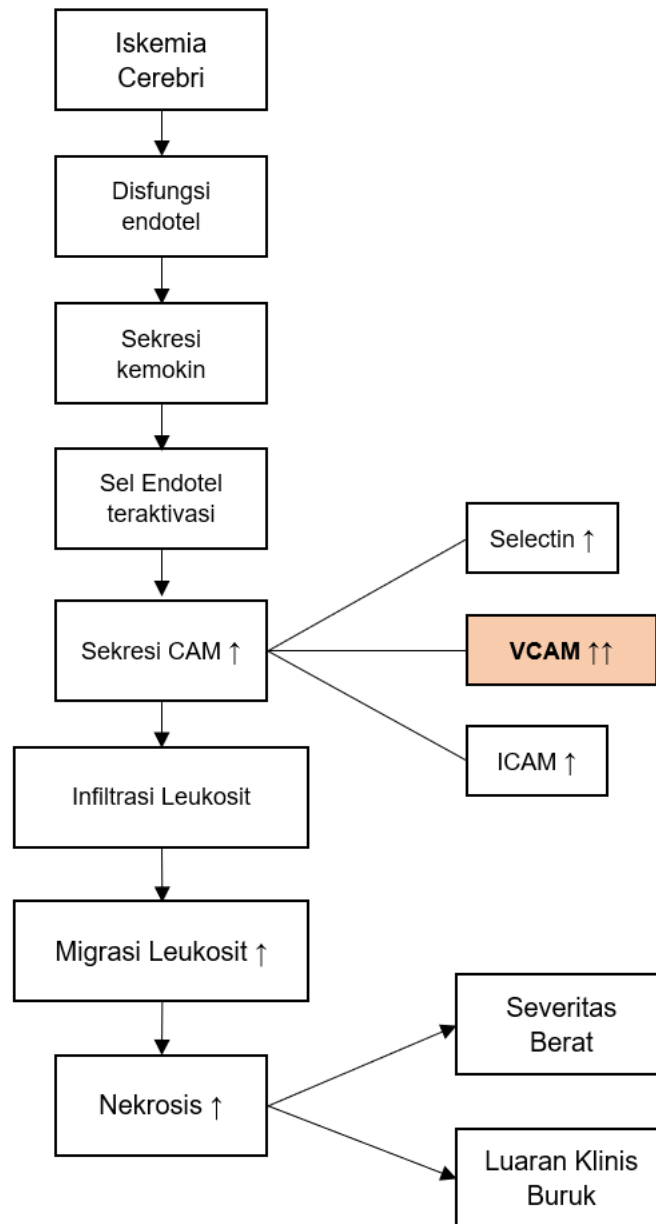 Iskemia
Cerebri
Disfungsi
endotel
Sekresi
kemokin
Sel Endotel
teraktivasi
Sekresi CAM ↑
Selectin ↑
VCAM ↑↑
ICAM ↑
Infiltrasi Leukosit
Migrasi Leukosit ↑
Nekrosis ↑
Severitas
Berat
Luaran Klinis
Buruk